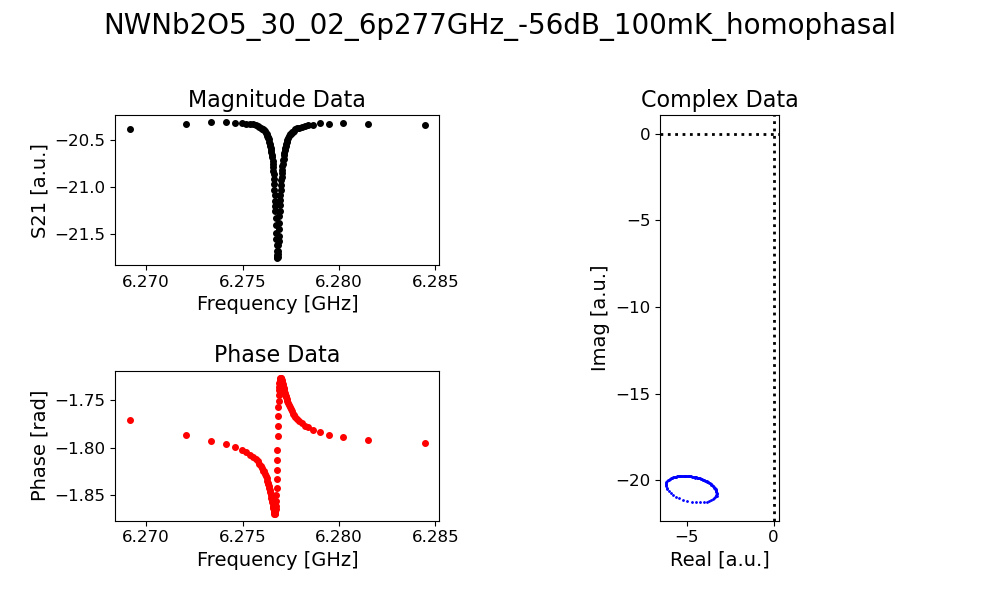 NWNb2O5_30_02_6p277GHz_-56dB_100mK_homophasal
Magnitude Data
S21 [a.u.]
−20.5
−21.0
−21.5
6.270
6.275
6.280
6.285
Frequency [GHz]
Phase Data
Phase [rad]
−1.75
−1.80
−1.85
6.270
6.275
6.280
6.285
Frequency [GHz]
Complex Data
Imag [a.u.]
0
−5
−10
−15
−20
−5
0
Real [a.u.]